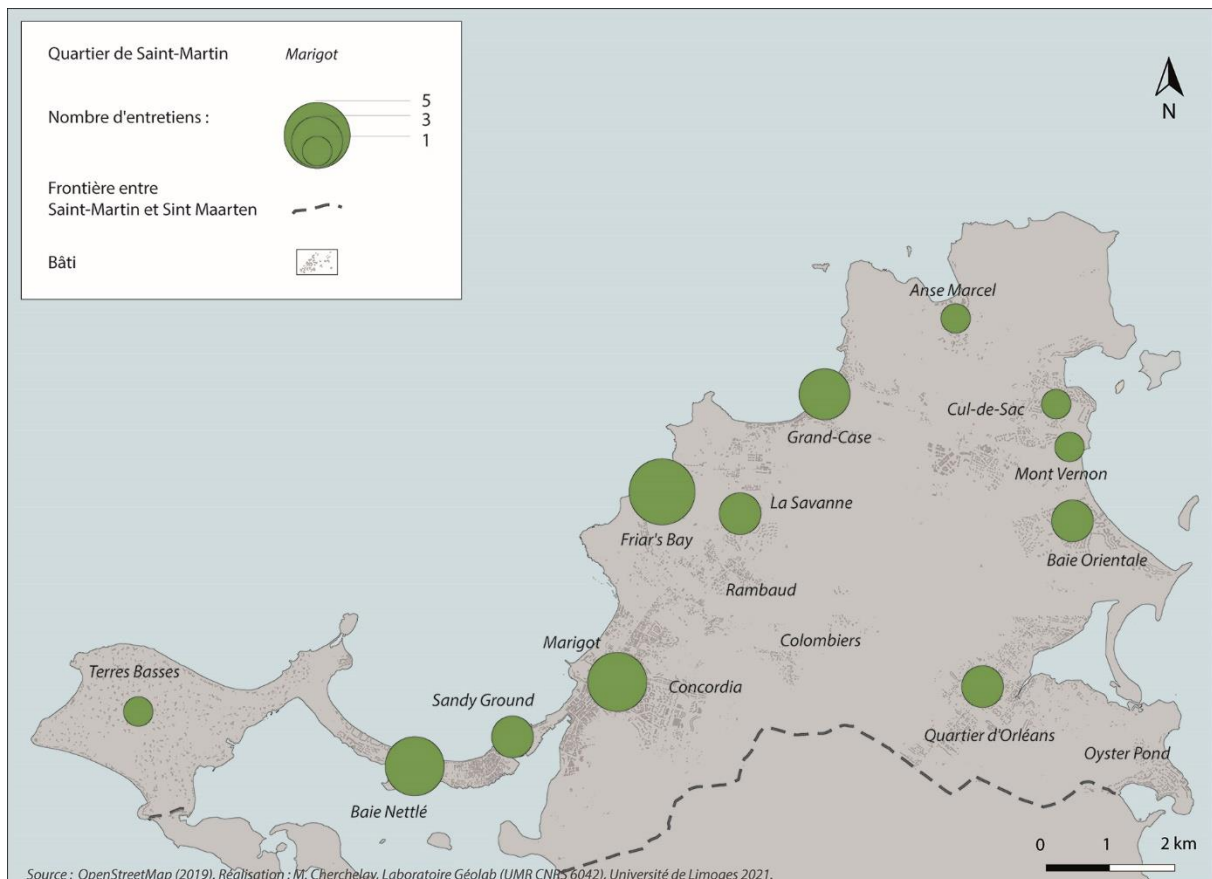 Quartier de Saint-Martin
Marigot
Nombre d'entretiens :
5
3
1
Frontière entre
Saint-Martin et Sint Maarten
Bâti
N
Anse Marcel
Cul-de-Sac
Grand-Case
Mont Vernon
La Savanne
Friar's Bay
Baie Orientale
Rambaud
Marigot
Colombiers
Terres Basses
Concordia
Sandy Ground
Quartier d'Orléans
Oyster Pond
Baie Nettlé
0 1 2 km
Source : OpenStreetMap (2019). Réalisation : M. Cherchelay, Laboratoire Géolab (UMR CNRS 6042), Université de Limoges 2021.